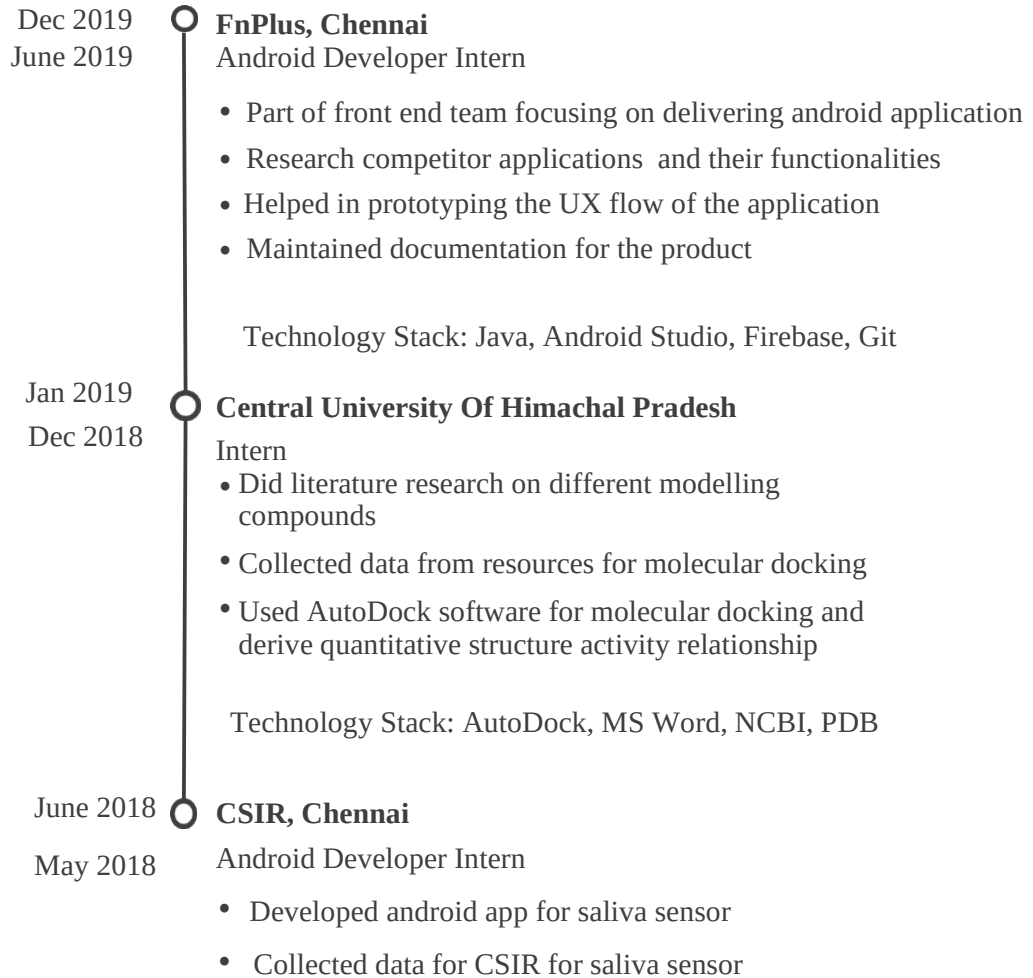 Dec 2019
June 2019
FnPlus, Chennai
Android Developer Intern
• Part of front end team focusing on delivering android application
• Research competitor applications  and their functionalities
• Helped in prototyping the UX flow of the application
• Maintained documentation for the product
Technology Stack: Java, Android Studio, Firebase, Git
Jan 2019
Dec 2018
Central University Of Himachal Pradesh
Intern
• Did literature research on different modelling
compounds
• Collected data from resources for molecular docking
• Used AutoDock software for molecular docking and
derive quantitative structure activity relationship
Technology Stack: AutoDock, MS Word, NCBI, PDB
June 2018
May 2018
CSIR, Chennai
Android Developer Intern
• Developed android app for saliva sensor
• Collected data for CSIR for saliva sensor